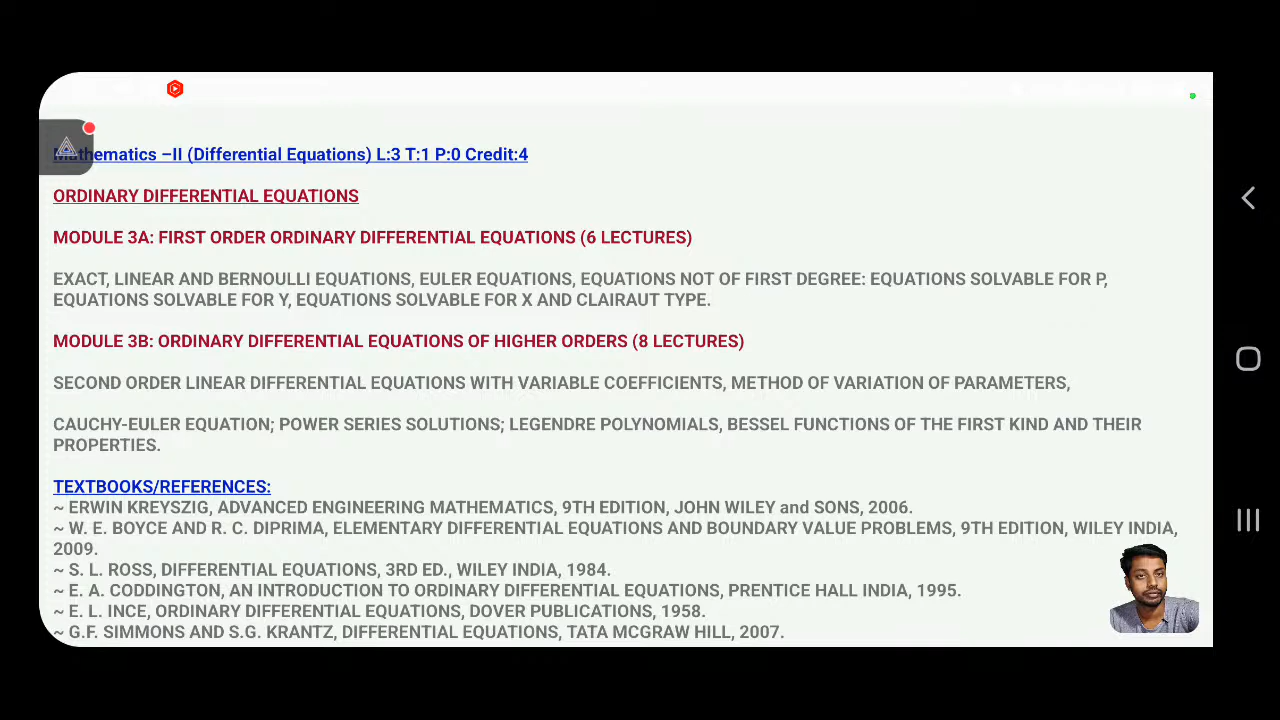 Mathematics –II (Differential Equations) L:3 T:1 P:0 Credit:4
ORDINARY DIFFERENTIAL EQUATIONS
MODULE 3A: FIRST ORDER ORDINARY DIFFERENTIAL EQUATIONS (6 LECTURES)
EXACT, LINEAR AND BERNOULLI EQUATIONS, EULER EQUATIONS, EQUATIONS NOT OF FIRST DEGREE: EQUATIONS SOLVABLE FOR P,
EQUATIONS SOLVABLE FOR Y, EQUATIONS SOLVABLE FOR X AND CLAIRAUT TYPE.
MODULE 3B: ORDINARY DIFFERENTIAL EQUATIONS OF HIGHER ORDERS (8 LECTURES)
SECOND ORDER LINEAR DIFFERENTIAL EQUATIONS WITH VARIABLE COEFFICIENTS, METHOD OF VARIATION OF PARAMETERS,
CAUCHY-EULER EQUATION; POWER SERIES SOLUTIONS; LEGENDRE POLYNOMIALS, BESSEL FUNCTIONS OF THE FIRST KIND AND THEIR
PROPERTIES.
TEXTBOOKS/REFERENCES:
~ ERWIN KREYSZIG, ADVANCED ENGINEERING MATHEMATICS, 9TH EDITION, JOHN WILEY and SONS, 2006.
~ W. E. BOYCE AND R. C. DIPRIMA, ELEMENTARY DIFFERENTIAL EQUATIONS AND BOUNDARY VALUE PROBLEMS, 9TH EDITION, WILEY INDIA,
2009.
~ S. L. ROSS, DIFFERENTIAL EQUATIONS, 3RD ED., WILEY INDIA, 1984.
~ E. A. CODDINGTON, AN INTRODUCTION TO ORDINARY DIFFERENTIAL EQUATIONS, PRENTICE HALL INDIA, 1995.
~ E. L. INCE, ORDINARY DIFFERENTIAL EQUATIONS, DOVER PUBLICATIONS, 1958.
~ G.F. SIMMONS AND S.G. KRANTZ, DIFFERENTIAL EQUATIONS, TATA MCGRAW HILL, 2007.